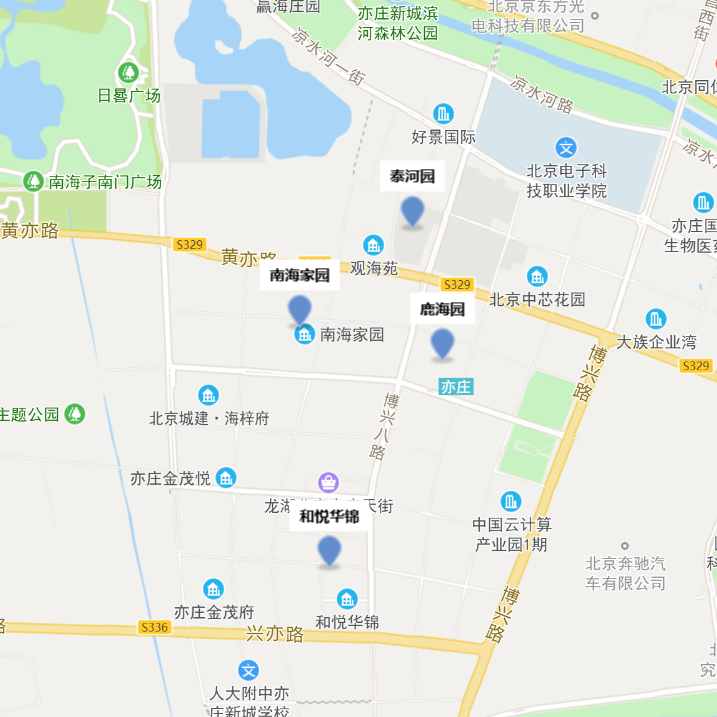 瀛海庄园
亦庄新城滨
河森林公园
北京京东方光
电科技有限公司
昌西街
凉水河一街
日晷广场
凉水河路
北京同仁
好景国际
凉水
北京电子科
技职业学院
南海子南门广场
泰河园
亦庄国
生物医药
黄亦路
S329
黄亦路
观海苑
南海家园
S329
北京中芯花园
鹿海园
南海家园
大族企业湾
博兴路
S329
亦庄
北京城建·海梓府
博兴八路
主题公园
亦庄金茂悦
和悦华锦
中国云计算
产业园1期
北京奔驰汽
车有限公司
亦庄金茂府
和悦华锦
博兴路
S336
兴亦路
人大附中亦
庄新城学校